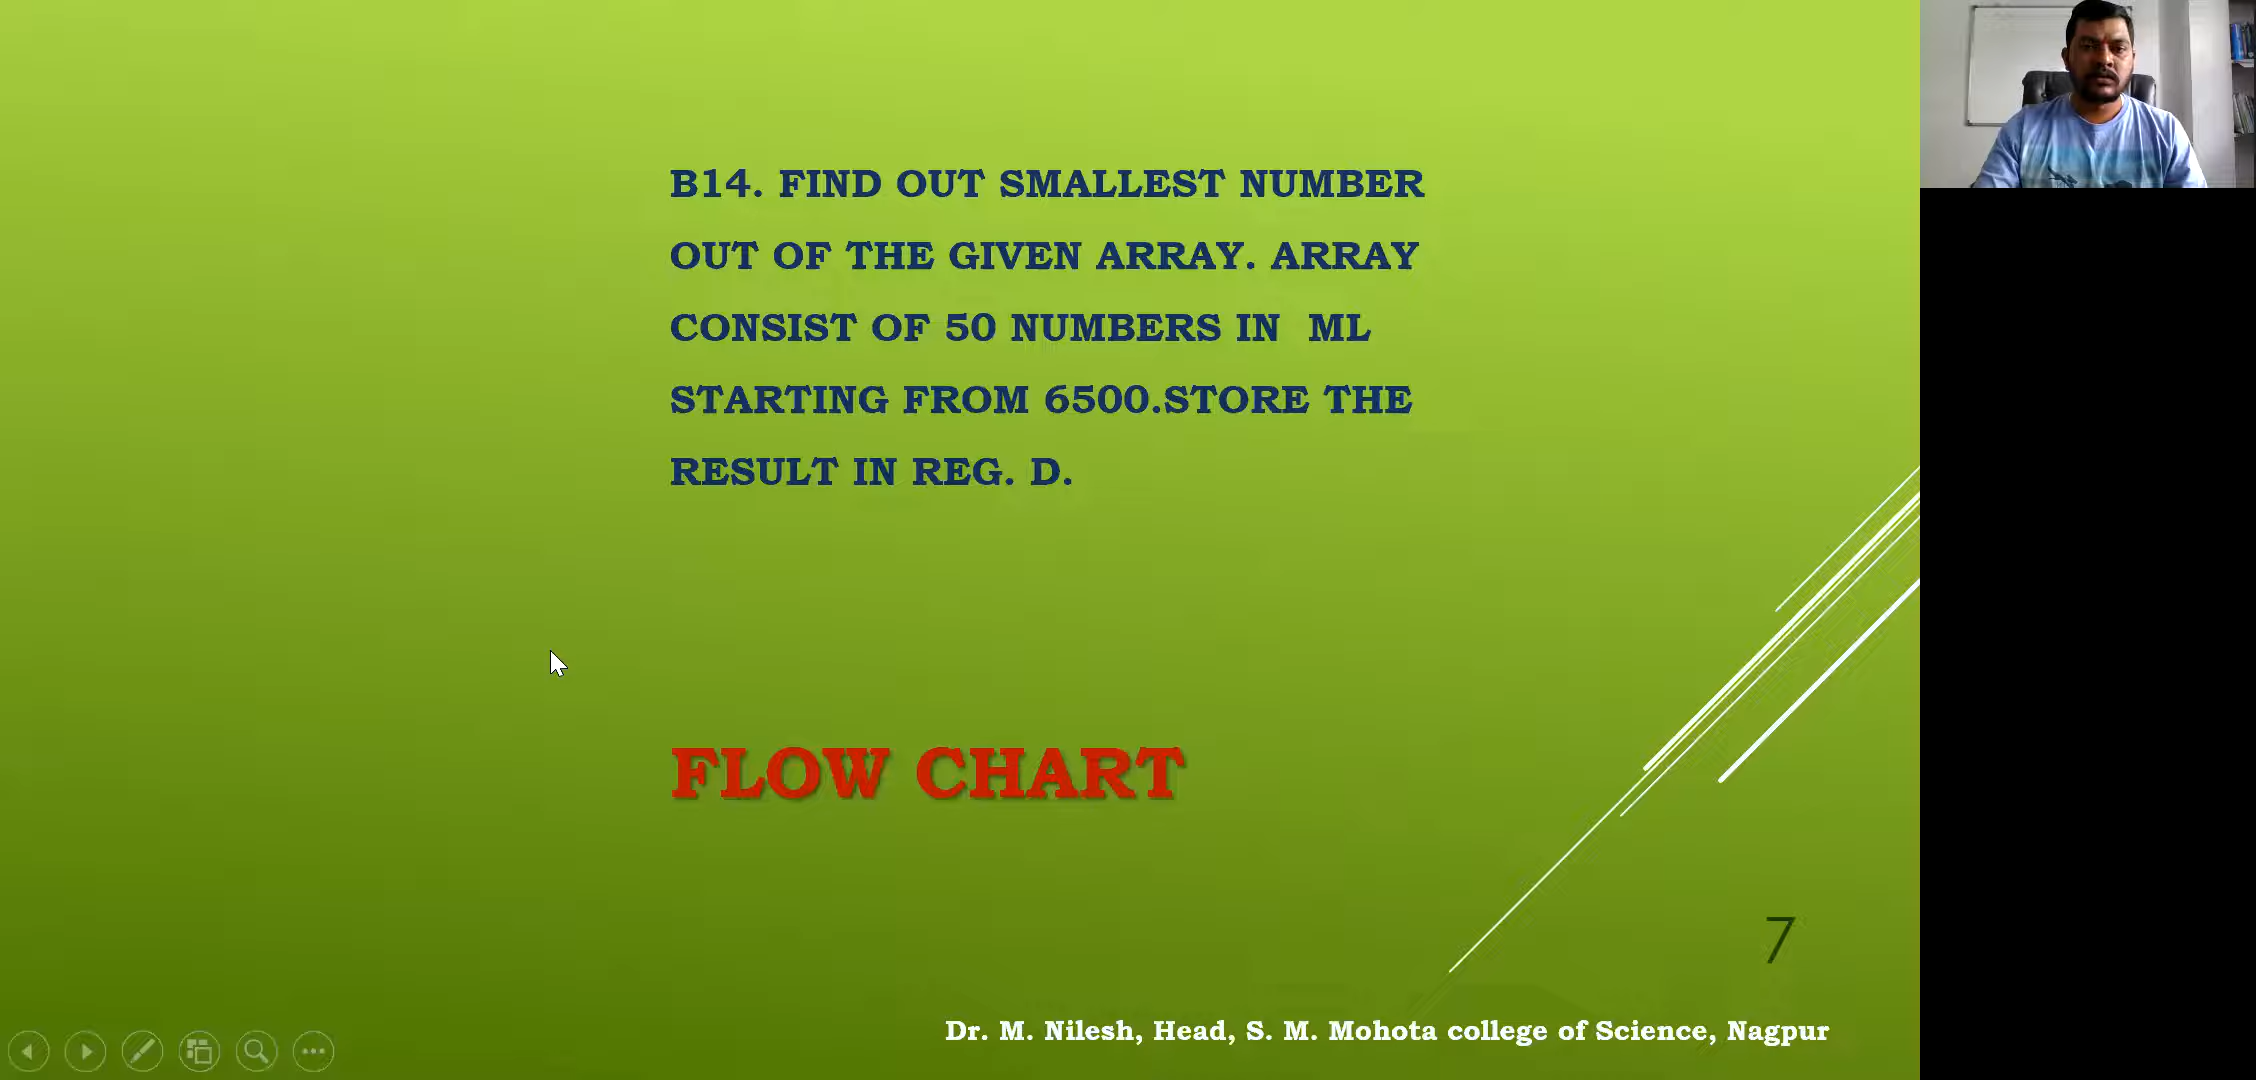 B14. FIND OUT SMALLEST NUMBER
OUT OF THE GIVEN ARRAY. ARRAY
CONSIST OF 50 NUMBERS IN  ML
STARTING FROM 6500.STORE THE
RESULT IN REG. D.
FLOW CHART
7
Dr. M. Nilesh, Head, S. M. Mohota college of Science, Nagpur